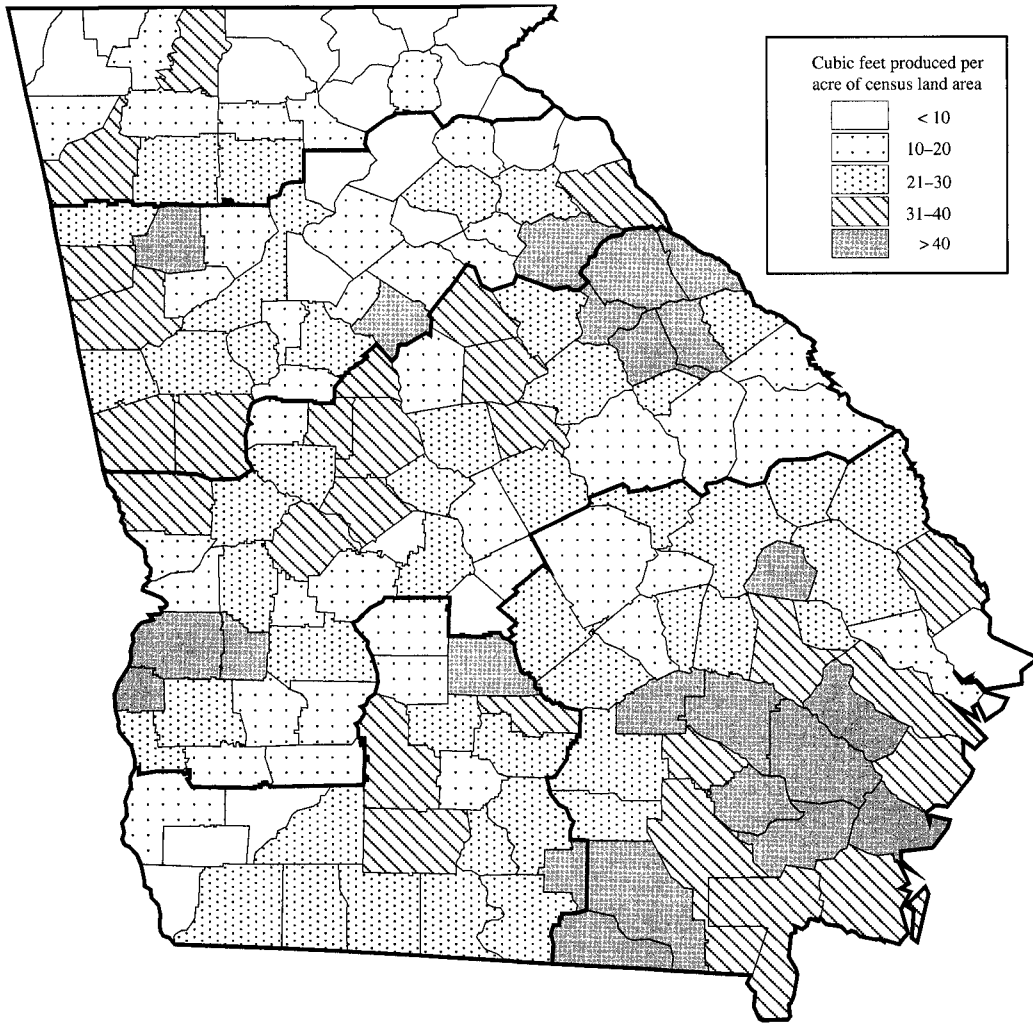 Cubic feet produced per
acre of census land area
< 10
10–20
21–30
31–40
> 40